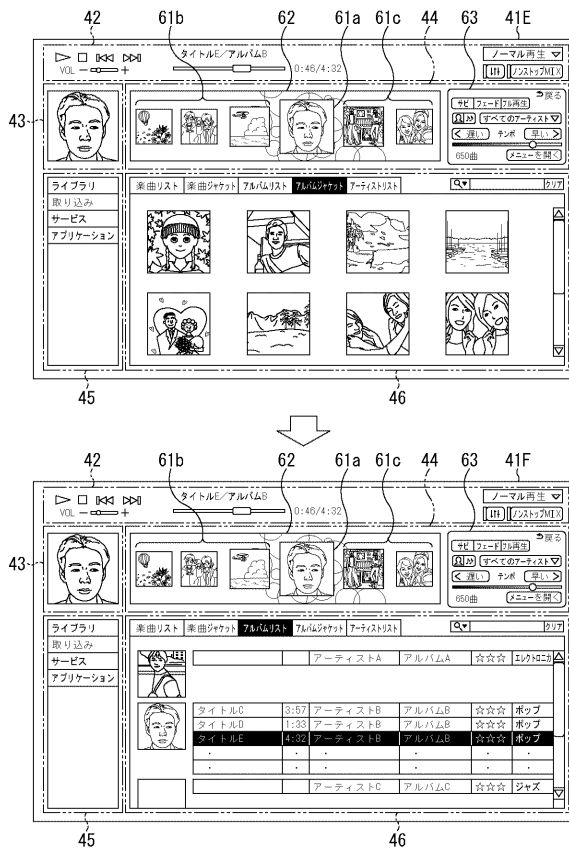 42 61b 62 61a 61c 44 63 41E
タイトルE/アルバムB
ノーマル再生 ▽
VOL − +
0:46/4:32
ノンストップMIX
43
戻る
サビ フェード フル再生
すべてのアーティスト▽
< 遅い テンポ 早い >
650曲 メニューを開く
ライブラリ
取り込み
サービス
アプリケーション
楽曲リスト 楽曲ジャケット アルバムリスト アルバムジャケット アーティストリスト
クリア
45 46
42 61b 62 61a 61c 44 63 41F
タイトルE/アルバムB
ノーマル再生 ▽
VOL − +
0:46/4:32
ノンストップMIX
43
戻る
サビ フェード フル再生
すべてのアーティスト▽
< 遅い テンポ 早い >
650曲 メニューを開く
ライブラリ
取り込み
サービス
アプリケーション
楽曲リスト 楽曲ジャケット アルバムリスト アルバムジャケット アーティストリスト
クリア
アーティストA アルバムA ☆☆☆ エレクトロニカ
タイトルC 3:57 アーティストB アルバムB ☆☆☆ ポップ
タイトルD 1:33 アーティストB アルバムB ☆☆☆ ポップ
タイトルE 4:32 アーティストB アルバムB ☆☆☆ ポップ
アーティストC アルバムC ☆☆☆ ジャズ
45 46